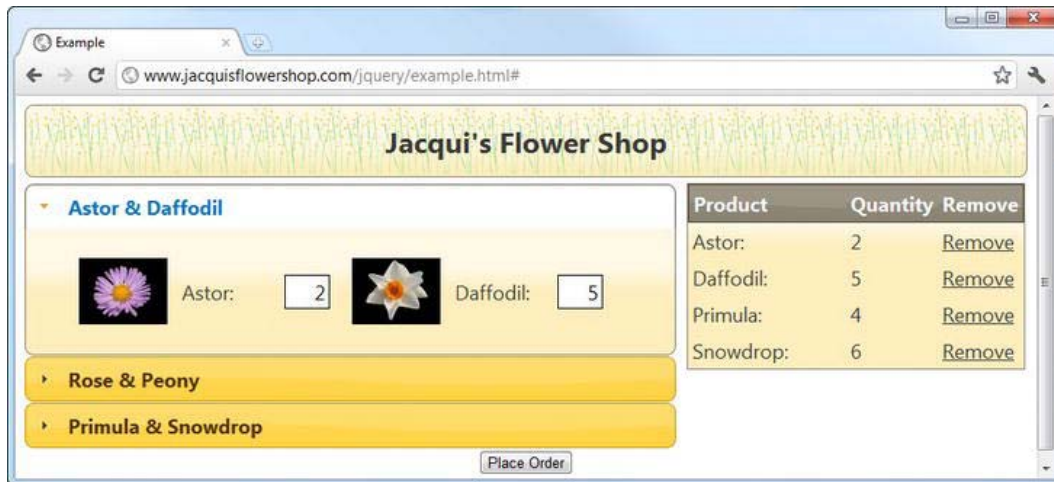 Example
www.jacquisflowershop.com/jquery/example.html#
Jacqui's Flower Shop
Astor & Daffodil
Astor: 2 Daffodil: 5
Rose & Peony
Primula & Snowdrop
Product Quantity Remove
Astor: 2 Remove
Daffodil: 5 Remove
Primula: 4 Remove
Snowdrop: 6 Remove
Place Order